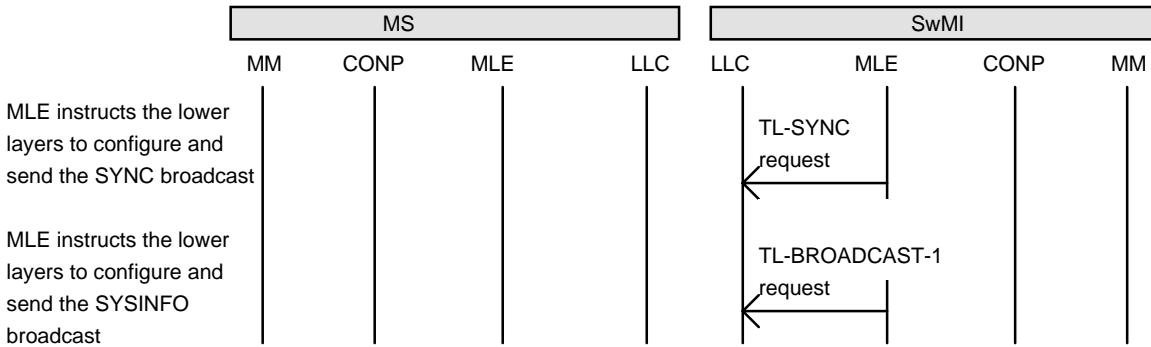 MS SwMI
MM CONP MLE LLC LLC MLE CONP MM
MLE instructs the lower
layers to configure and
send the SYNC broadcast
TL-SYNC
request
MLE instructs the lower
layers to configure and
send the SYSINFO
broadcast
TL-BROADCAST-1
request